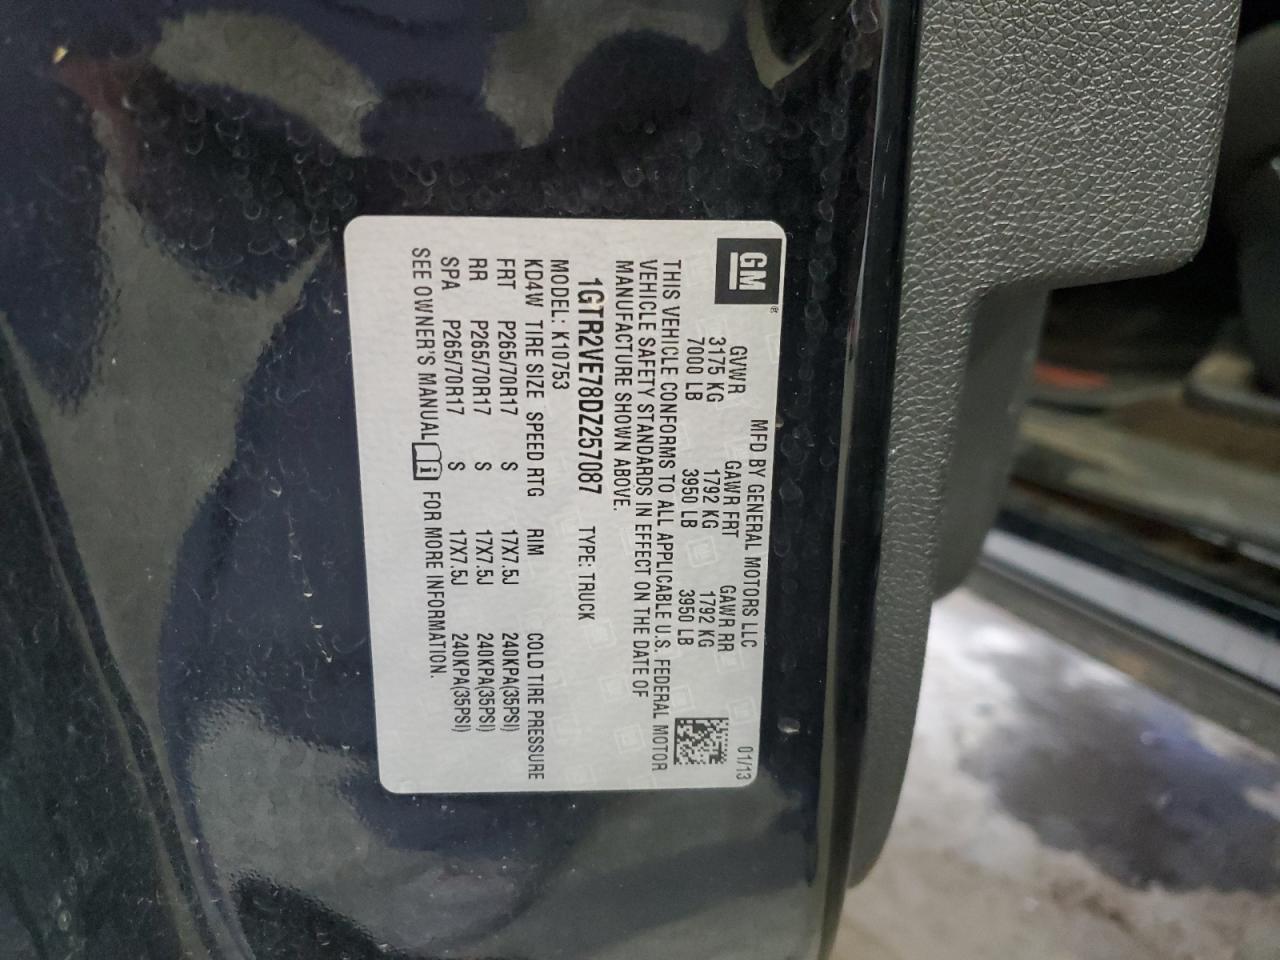 GM®
MFD BY GENERAL MOTORS LLC 01/13
GVWR GAWR FRT GAWR RR
3175 KG 1792 KG 1792 KG
7000 LB 3950 LB 3950 LB
THIS VEHICLE CONFORMS TO ALL APPLICABLE U.S. FEDERAL MOTOR
VEHICLE SAFETY STANDARDS IN EFFECT ON THE DATE OF
MANUFACTURE SHOWN ABOVE.
1GTR2VE78DZ257087 TYPE: TRUCK
MODEL: K10753
KD4W TIRE SIZE SPEED RTG RIM COLD TIRE PRESSURE
FRT P265/70R17 S 17X7.5J 240KPA(35PSI)
RR P265/70R17 S 17X7.5J 240KPA(35PSI)
SPA P265/70R17 S 17X7.5J 240KPA(35PSI)
SEE OWNER'S MANUAL i FOR MORE INFORMATION.